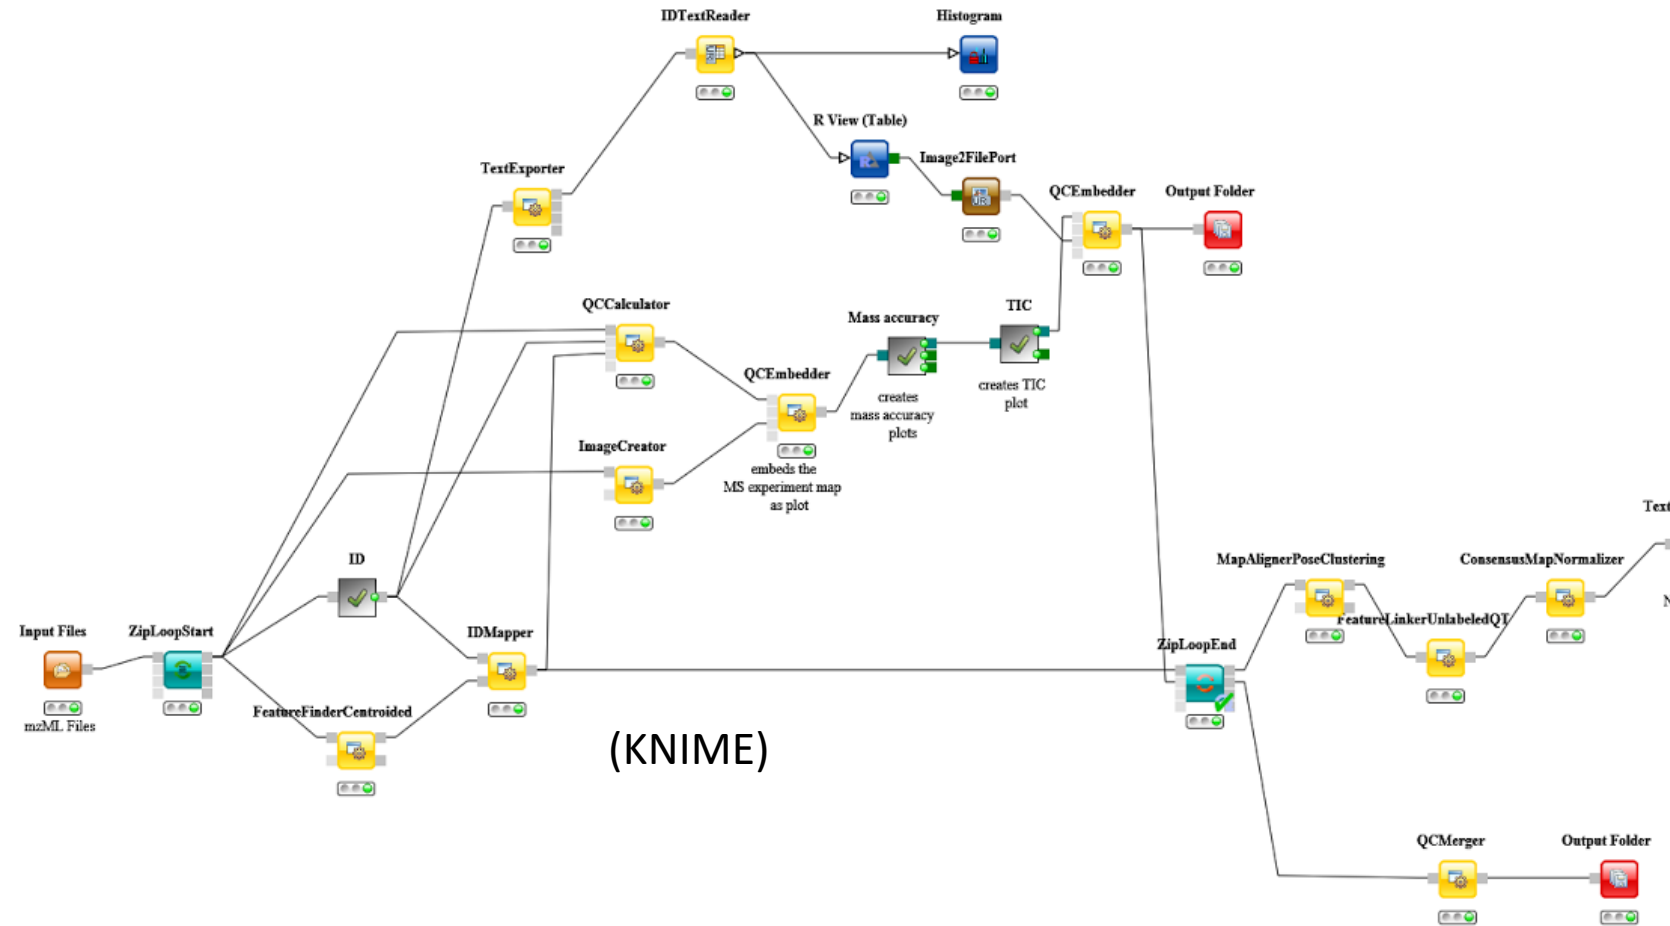 IDTextReader
Histogram
R View (Table)
Image2FilePort
TextExporter
QCEmbedder
Output Folder
QCCalculator
TIC
Mass accuracy
QCEmbedder
creates TIC
plot
creates
mass accuracy
plots
ImageCreator
embeds the
MS experiment map
as plot
Text
ID
MapAlignerPoseClustering
ConsensusMapNormalizer
N
FeatureLinkerUnlabeledQT
Input Files
ZipLoopStart
IDMapper
ZipLoopEnd
mzML Files
FeatureFinderCentroided
(KNIME)
QCMerger
Output Folder